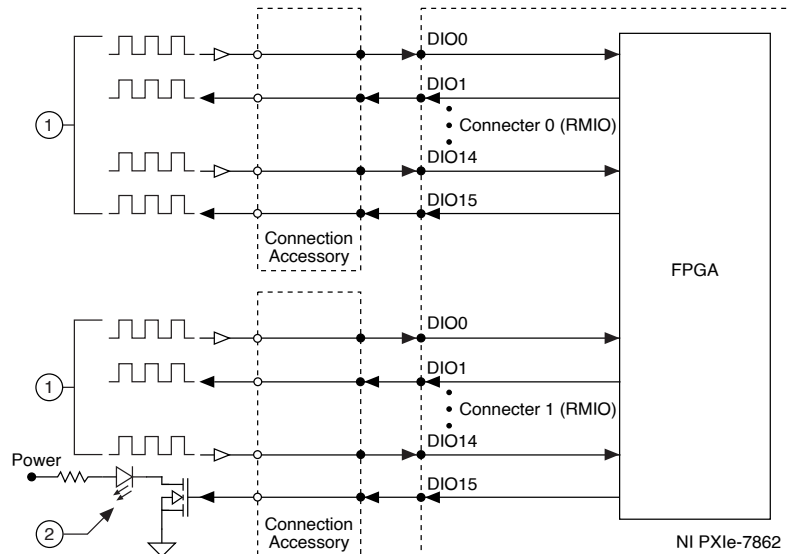 DIO0
1
DIO1
Connecter 0 (RMIO)
DIO14
DIO15
Connection
Accessory
FPGA
DIO0
1
DIO1
Connecter 1 (RMIO)
DIO14
Power
DIO15
2
Connection
Accessory
NI PXIe-7862